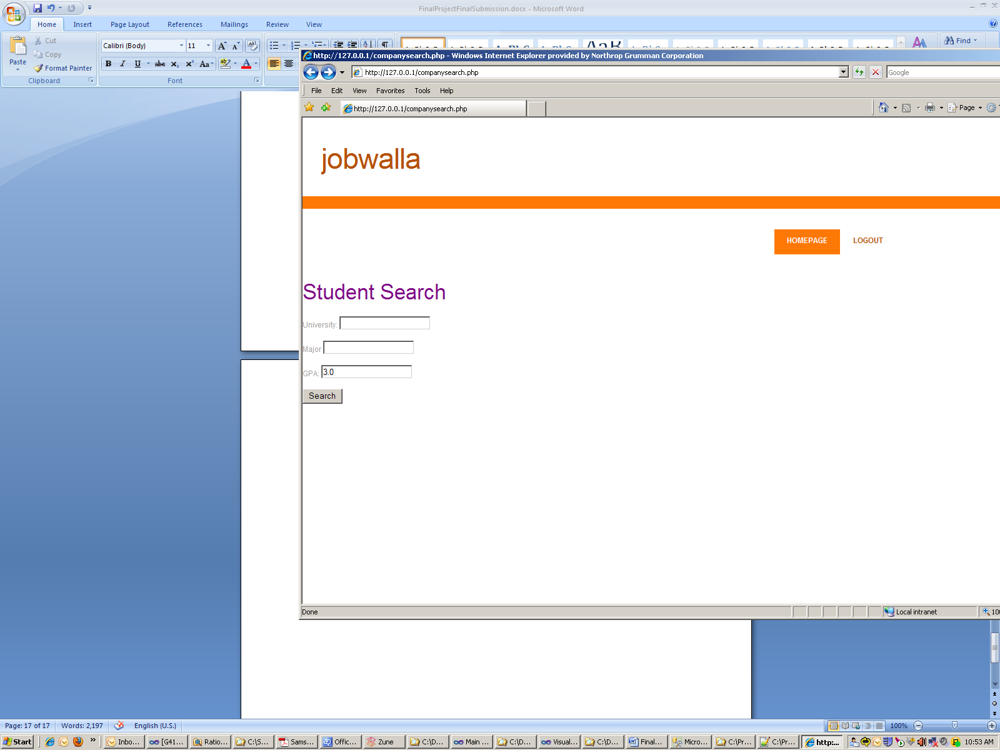 FinalProjectFinalSubmission.docx - Microsoft Word
Home Insert Page Layout References Mailings Review View
Paste
Cut
Copy
Format Painter
Clipboard
Calibri (Body) 11
Font
Find
http://127.0.0.1/companysearch.php - Windows Internet Explorer provided by Northrop Grumman Corporation
http://127.0.0.1/companysearch.php
Google
File Edit View Favorites Tools Help
http://127.0.0.1/companysearch.php
Page
jobwalla
HOMEPAGE LOGOUT
Student Search
University:
Major
GPA: 3.0
Search
Done
Local intranet
Page: 17 of 17 Words: 2,197 English (U.S.) 100%
Start Inbo... [G41... Ratio... C:\S... Sams... Offic... Zune C:\D... Main ... C:\D... Visual... C:\D... Final... Micro... C:\Pr... C:\Pr... http:... 10:53 AM